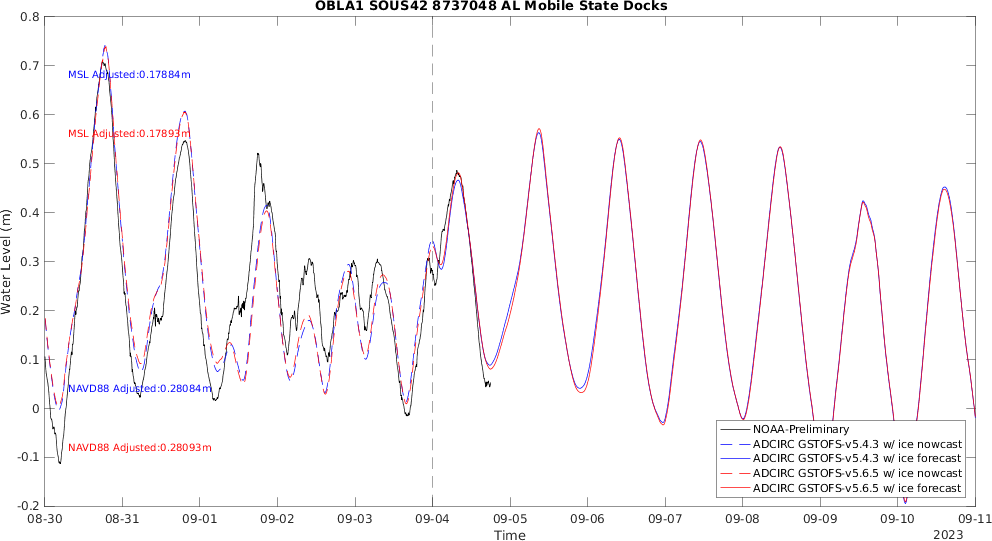 OBLA1 SOUS42 8737048 AL Mobile State Docks
Water Level (m)
0.8
0.7
0.6
0.5
0.4
0.3
0.2
0.1
0
-0.1
-0.2
MSL Adjusted:0.17884m
MSL Adjusted:0.17893m
NAVD88 Adjusted:0.28084m
NAVD88 Adjusted:0.28093m
NOAA-Preliminary
ADCIRC GSTOFS-v5.4.3 w/ ice nowcast
ADCIRC GSTOFS-v5.4.3 w/ ice forecast
ADCIRC GSTOFS-v5.6.5 w/ ice nowcast
ADCIRC GSTOFS-v5.6.5 w/ ice forecast
08-30 08-31 09-01 09-02 09-03 09-04 09-05 09-06 09-07 09-08 09-09 09-10 09-11
Time
2023